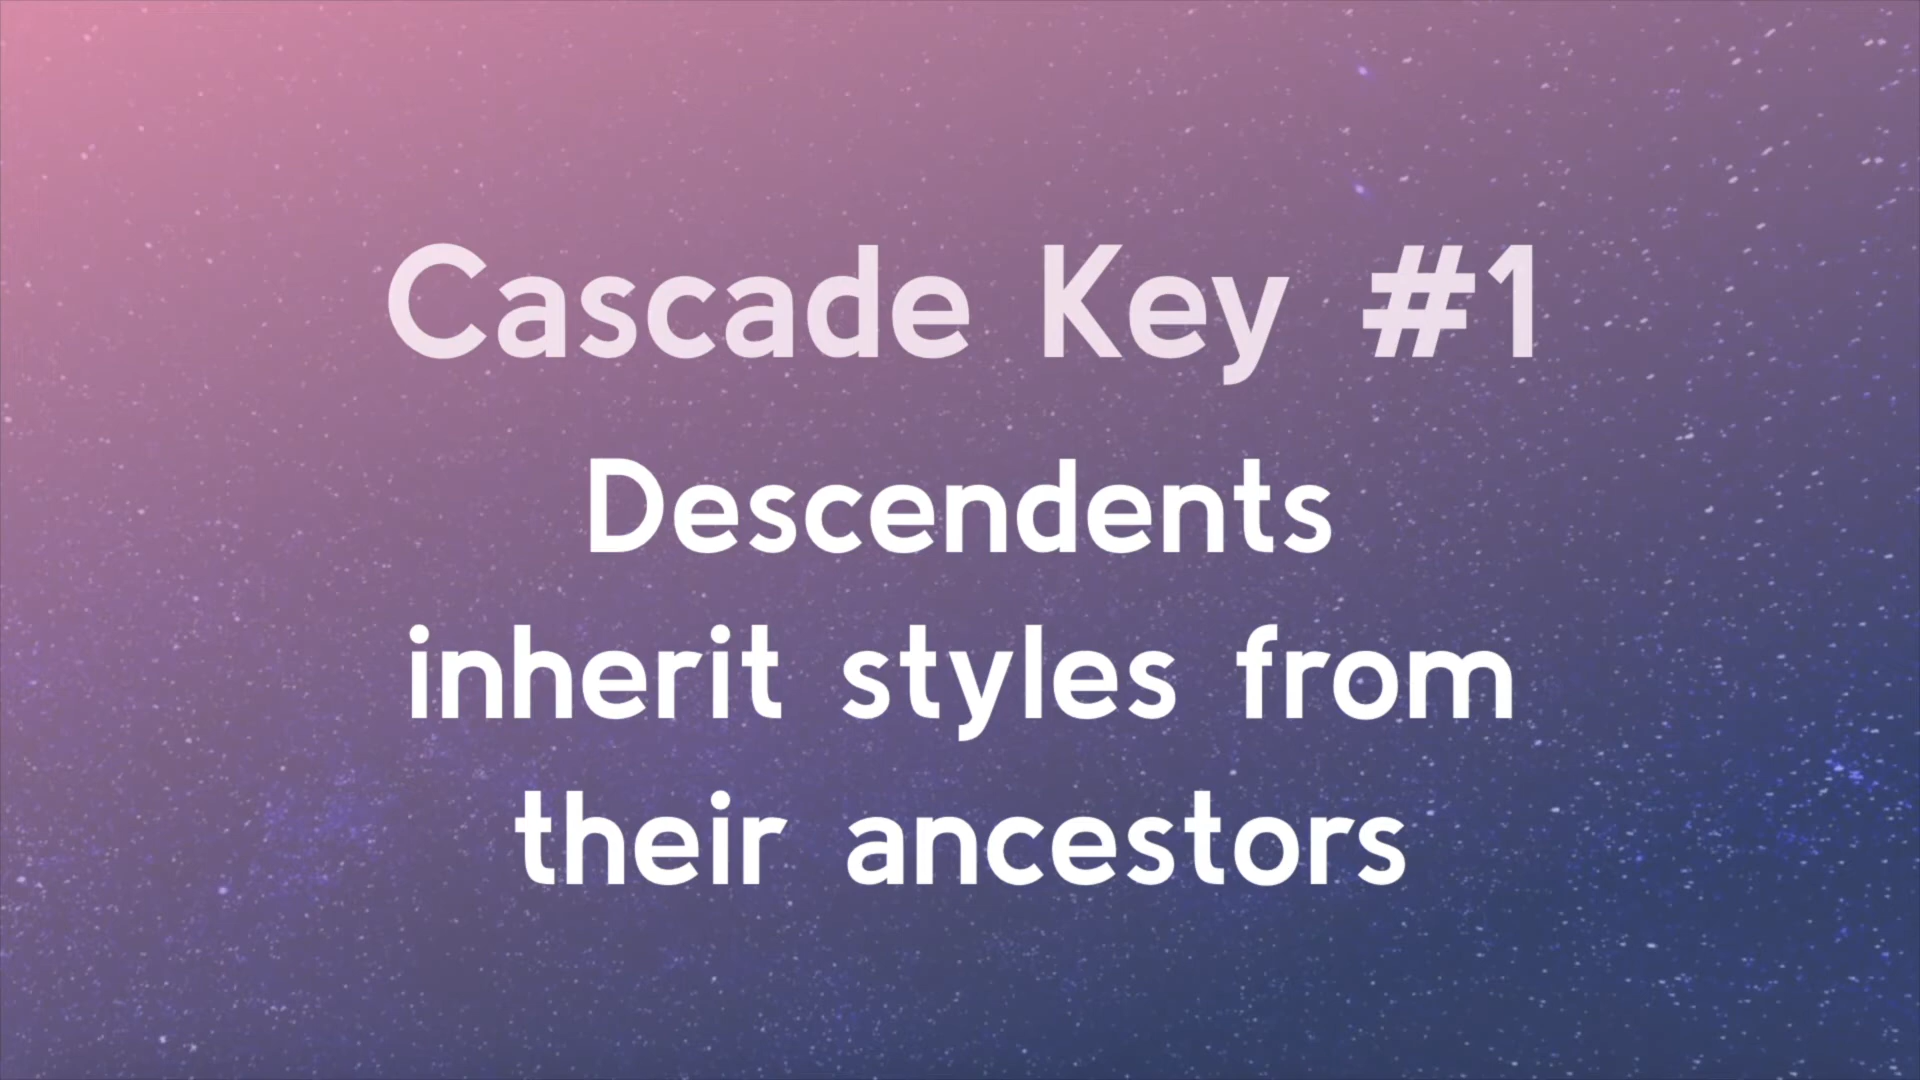 Cascade Key #1
Descendents
inherit styles from
their ancestors